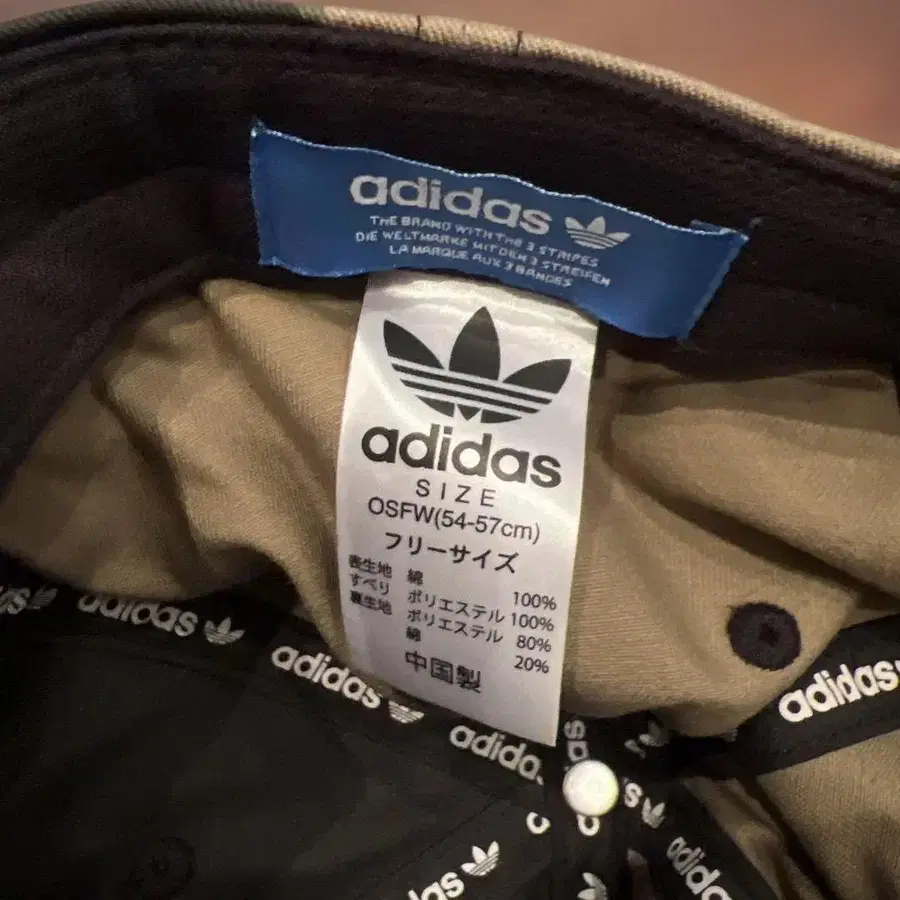 adidas
THE BRAND WITH THE 3 STRIPES
DIE WELTMARKE MIT DEN 3 STREIFEN
LA MARQUE AUX 3 BANDES
adidas
SIZE
OSFW(54-57cm)
フリーサイズ
表生地 綿 100%
すべり ポリエステル 100%
裏生地 ポリエステル 80%
綿 20%
中国製
adidas
adidas
adidas
adidas
adidas
adidas